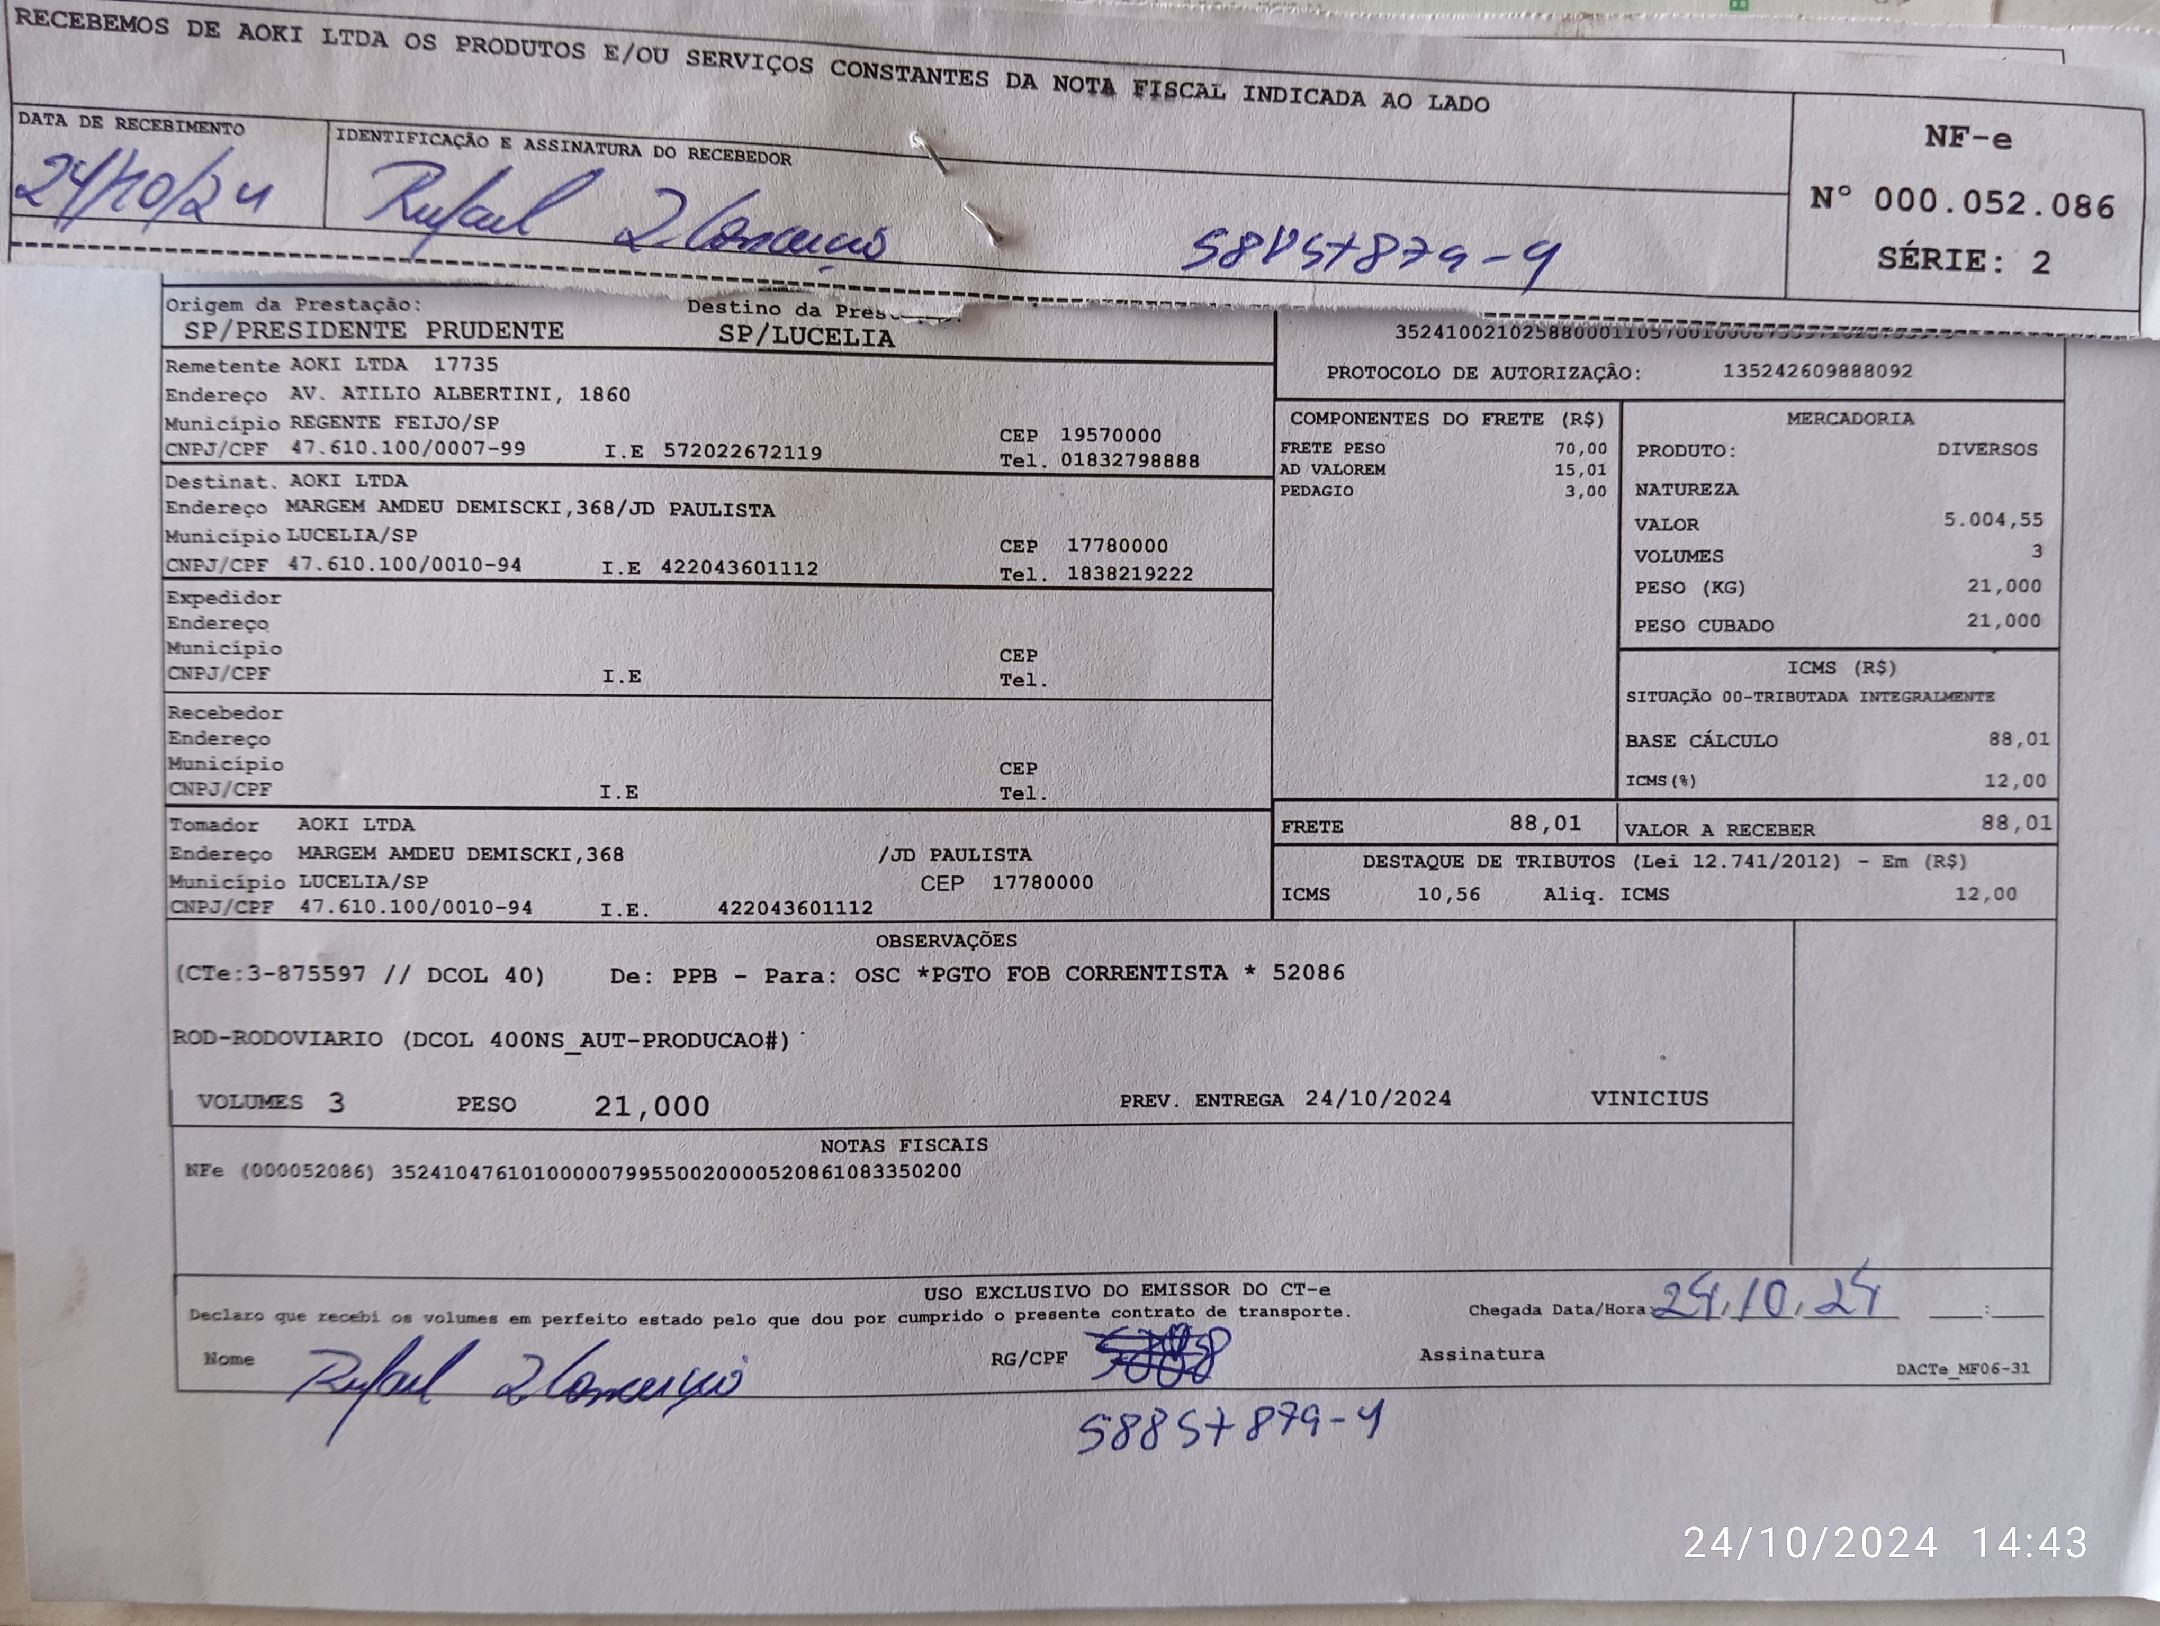 RECEBEMOS DE AOKI LTDA OS PRODUTOS E/OU SERVIÇOS CONSTANTES DA NOTA FISCAL INDICADA AO LADO
DATA DE RECEBIMENTO
24/10/24
IDENTIFICAÇÃO E ASSINATURA DO RECEBEDOR
Rafael
NF-e
Nº 000.052.086
SÉRIE: 2
Origem da Prestação:
SP/PRESIDENTE PRUDENTE
Destino da
SP/LUCELIA
PROTOCOLO DE AUTORIZAÇÃO: 135242609888092
Remetente AOKI LTDA 17735
Endereço AV. ATILIO ALBERTINI, 1860
Município REGENTE FEIJO/SP CEP 19570000
CNPJ/CPF 47.610.100/0007-99 I.E 572022672119 Tel. 01832798888
Destinat. AOKI LTDA
Endereço MARGEM AMDEU DEMISCKI,368/JD PAULISTA
Município LUCELIA/SP CEP 17780000
CNPJ/CPF 47.610.100/0010-94 I.E 422043601112 Tel. 1838219222
Expedidor
Endereço
Município CEP
CNPJ/CPF I.E Tel.
Recebedor
Endereço
Município CEP
CNPJ/CPF I.E Tel.
Tomador AOKI LTDA
Endereço MARGEM AMDEU DEMISCKI,368 /JD PAULISTA
Município LUCELIA/SP CEP 17780000
CNPJ/CPF 47.610.100/0010-94 I.E. 422043601112
COMPONENTES DO FRETE (R$)
FRETE PESO 70,00
AD VALOREM 15,01
PEDAGIO 3,00
MERCADORIA
PRODUTO: DIVERSOS
NATUREZA
VALOR 5.004,55
VOLUMES 3
PESO (KG) 21,000
PESO CUBADO 21,000
ICMS (R$)
SITUAÇÃO 00-TRIBUTADA INTEGRALMENTE
BASE CÁLCULO 88,01
ICMS(%) 12,00
FRETE 88,01 VALOR A RECEBER 88,01
DESTAQUE DE TRIBUTOS (Lei 12.741/2012) - Em (R$)
ICMS 10,56 Aliq. ICMS 12,00
OBSERVAÇÕES
(CTe:3-875597 // DCOL 40) De: PPB - Para: OSC *PGTO FOB CORRENTISTA * 52086
ROD-RODOVIARIO (DCOL 400NS_AUT-PRODUCAO#)
VOLUMES 3 PESO 21,000 PREV. ENTREGA 24/10/2024 VINICIUS
NOTAS FISCAIS
NFe (000052086) 35241047610100000799550020000520861083350200
USO EXCLUSIVO DO EMISSOR DO CT-e
Declaro que recebi os volumes em perfeito estado pelo que dou por cumprido o presente contrato de transporte. Chegada Data/Hora: 24.10.24 :
Nome Rafael RG/CPF Assinatura
DACTe_MF06-31
24/10/2024 14:43